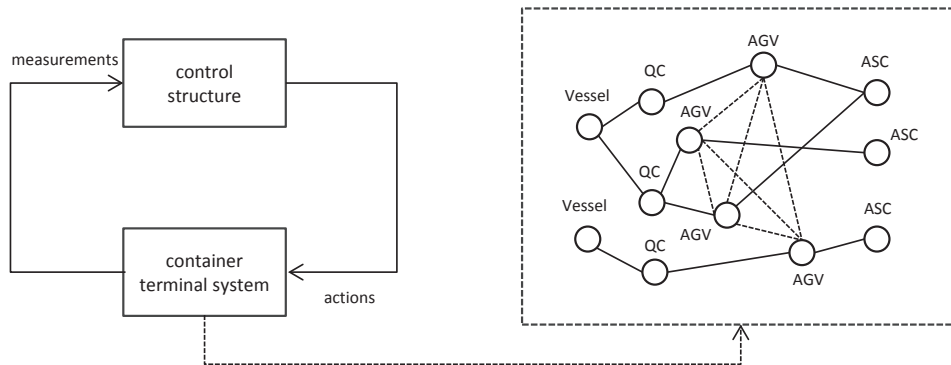 measurements
control
structure
container
terminal system
actions
AGV
QC
ASC
Vessel
AGV
ASC
QC
Vessel
AGV
ASC
QC
AGV